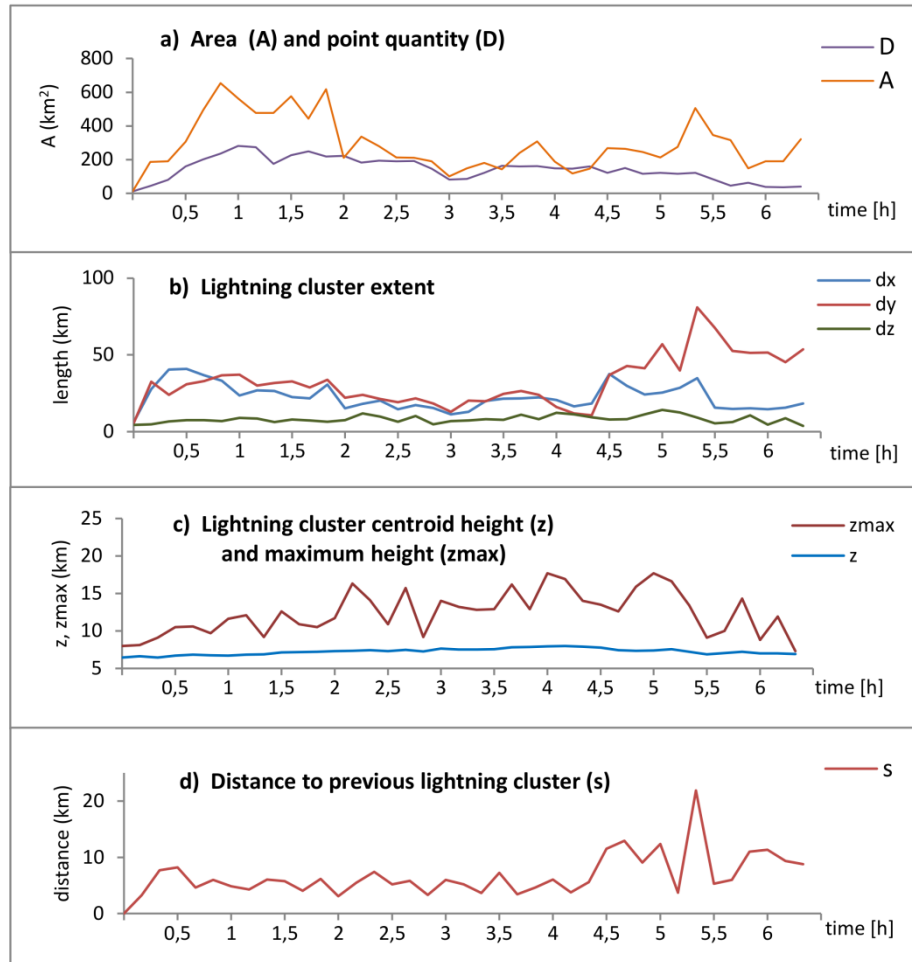 a) Area (A) and point quantity (D)
D
A
A (km²)
800
600
400
200
0
0,5 1 1,5 2 2,5 3 3,5 4 4,5 5 5,5 6
time [h]
b) Lightning cluster extent
dx
dy
dz
length (km)
100
50
0
0,5 1 1,5 2 2,5 3 3,5 4 4,5 5 5,5 6
time [h]
c) Lightning cluster centroid height (z)
and maximum height (zmax)
zmax
z
z, zmax (km)
25
20
15
10
5
0,5 1 1,5 2 2,5 3 3,5 4 4,5 5 5,5 6
time [h]
d) Distance to previous lightning cluster (s)
s
distance (km)
20
10
0
0,5 1 1,5 2 2,5 3 3,5 4 4,5 5 5,5 6
time [h]